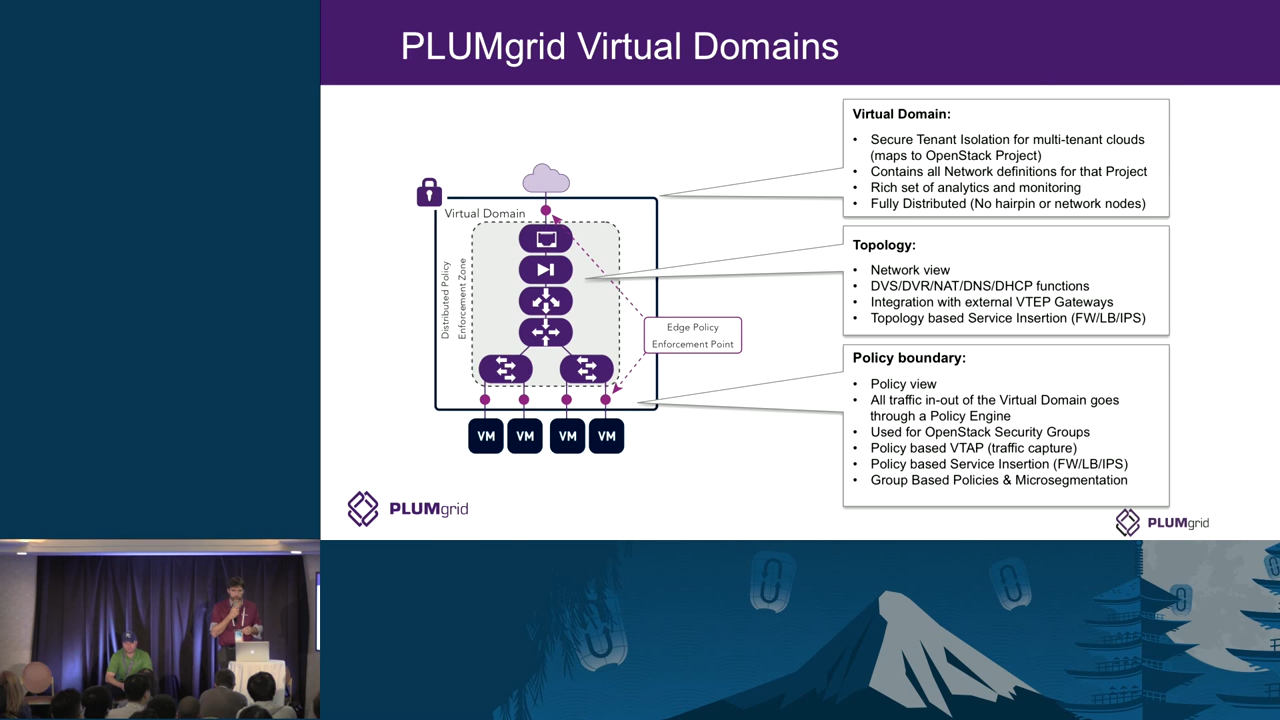 PLUMgrid Virtual Domains
Virtual Domain
Distributed Policy
Enforcement Zone
Edge Policy
Enforcement Point
VM VM VM VM
Virtual Domain:
• Secure Tenant Isolation for multi-tenant clouds
(maps to OpenStack Project)
• Contains all Network definitions for that Project
• Rich set of analytics and monitoring
• Fully Distributed (No hairpin or network nodes)
Topology:
• Network view
• DVS/DVR/NAT/DNS/DHCP functions
• Integration with external VTEP Gateways
• Topology based Service Insertion (FW/LB/IPS)
Policy boundary:
• Policy view
• All traffic in-out of the Virtual Domain goes
through a Policy Engine
• Used for OpenStack Security Groups
• Policy based VTAP (traffic capture)
• Policy based Service Insertion (FW/LB/IPS)
• Group Based Policies & Microsegmentation
PLUMgrid
PLUMgrid